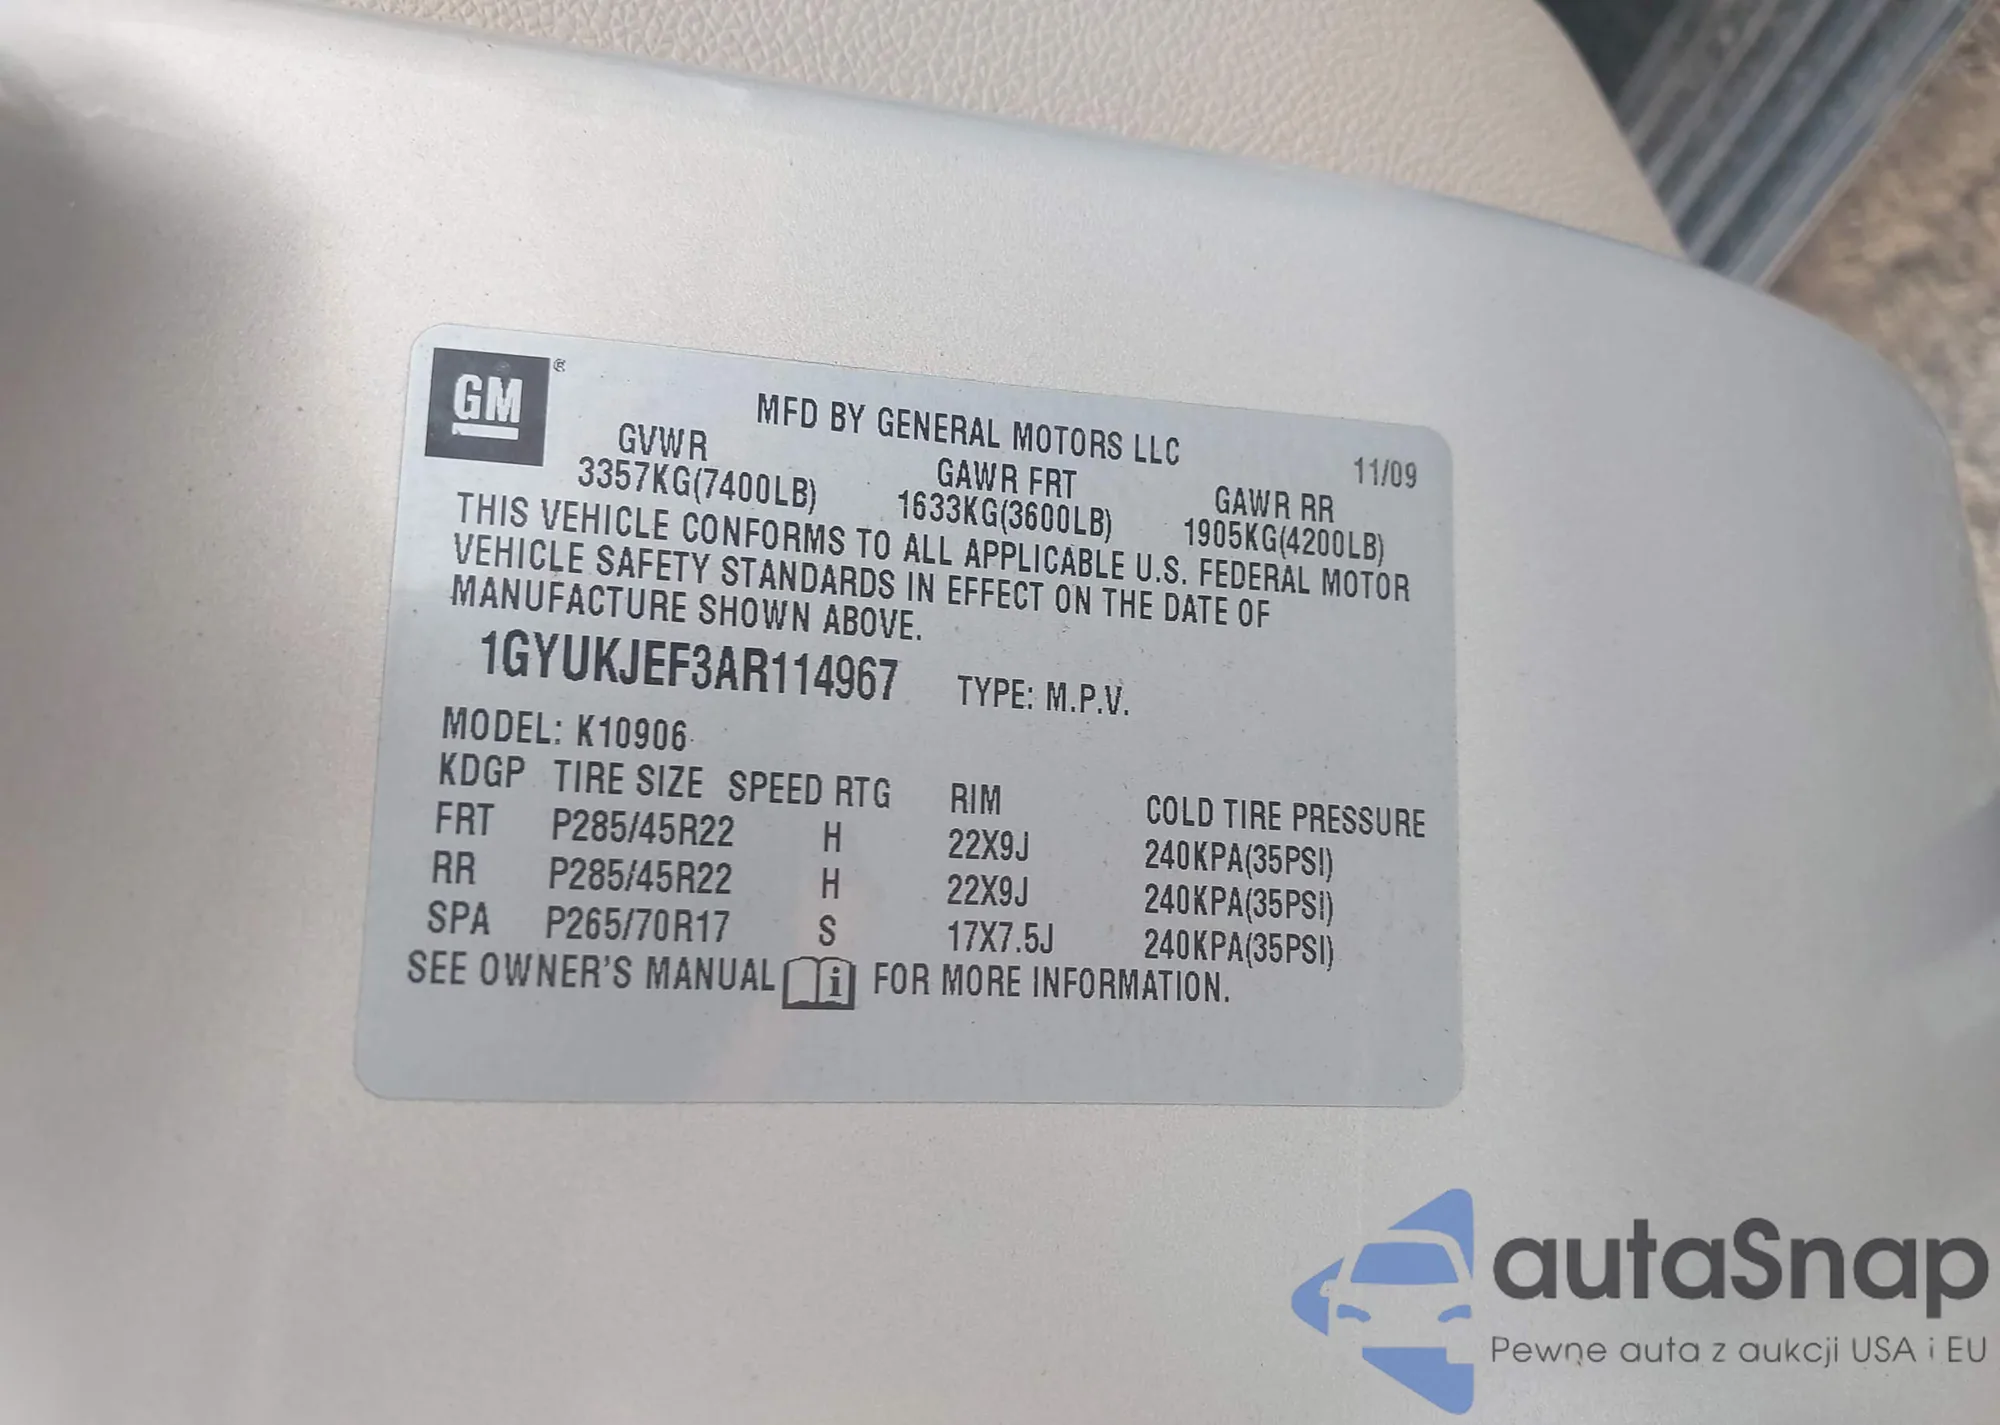 GM ®
MFD BY GENERAL MOTORS LLC 11/09
GVWR GAWR FRT GAWR RR
3357KG(7400LB) 1633KG(3600LB) 1905KG(4200LB)
THIS VEHICLE CONFORMS TO ALL APPLICABLE U.S. FEDERAL MOTOR
VEHICLE SAFETY STANDARDS IN EFFECT ON THE DATE OF
MANUFACTURE SHOWN ABOVE.
1GYUKJEF3AR114967 TYPE: M.P.V.
MODEL: K10906
KDGP TIRE SIZE SPEED RTG RIM COLD TIRE PRESSURE
FRT P285/45R22 H 22X9J 240KPA(35PSI)
RR P285/45R22 H 22X9J 240KPA(35PSI)
SPA P265/70R17 S 17X7.5J 240KPA(35PSI)
SEE OWNER'S MANUAL i FOR MORE INFORMATION.
autaSnap
Pewne auta z aukcji USA i EU